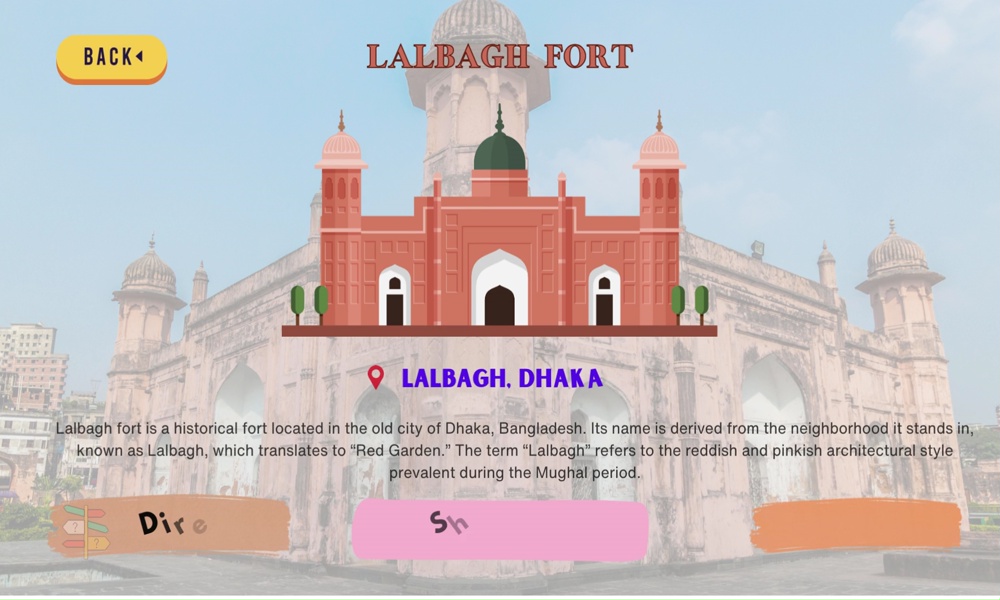 BACK
LALBAGH FORT
LALBAGH, DHAKA
Lalbagh fort is a historical fort located in the old city of Dhaka, Bangladesh. Its name is derived from the neighborhood it stands in,
known as Lalbagh, which translates to “Red Garden.” The term “Lalbagh” refers to the reddish and pinkish architectural style
prevalent during the Mughal period.
Dire
Sh